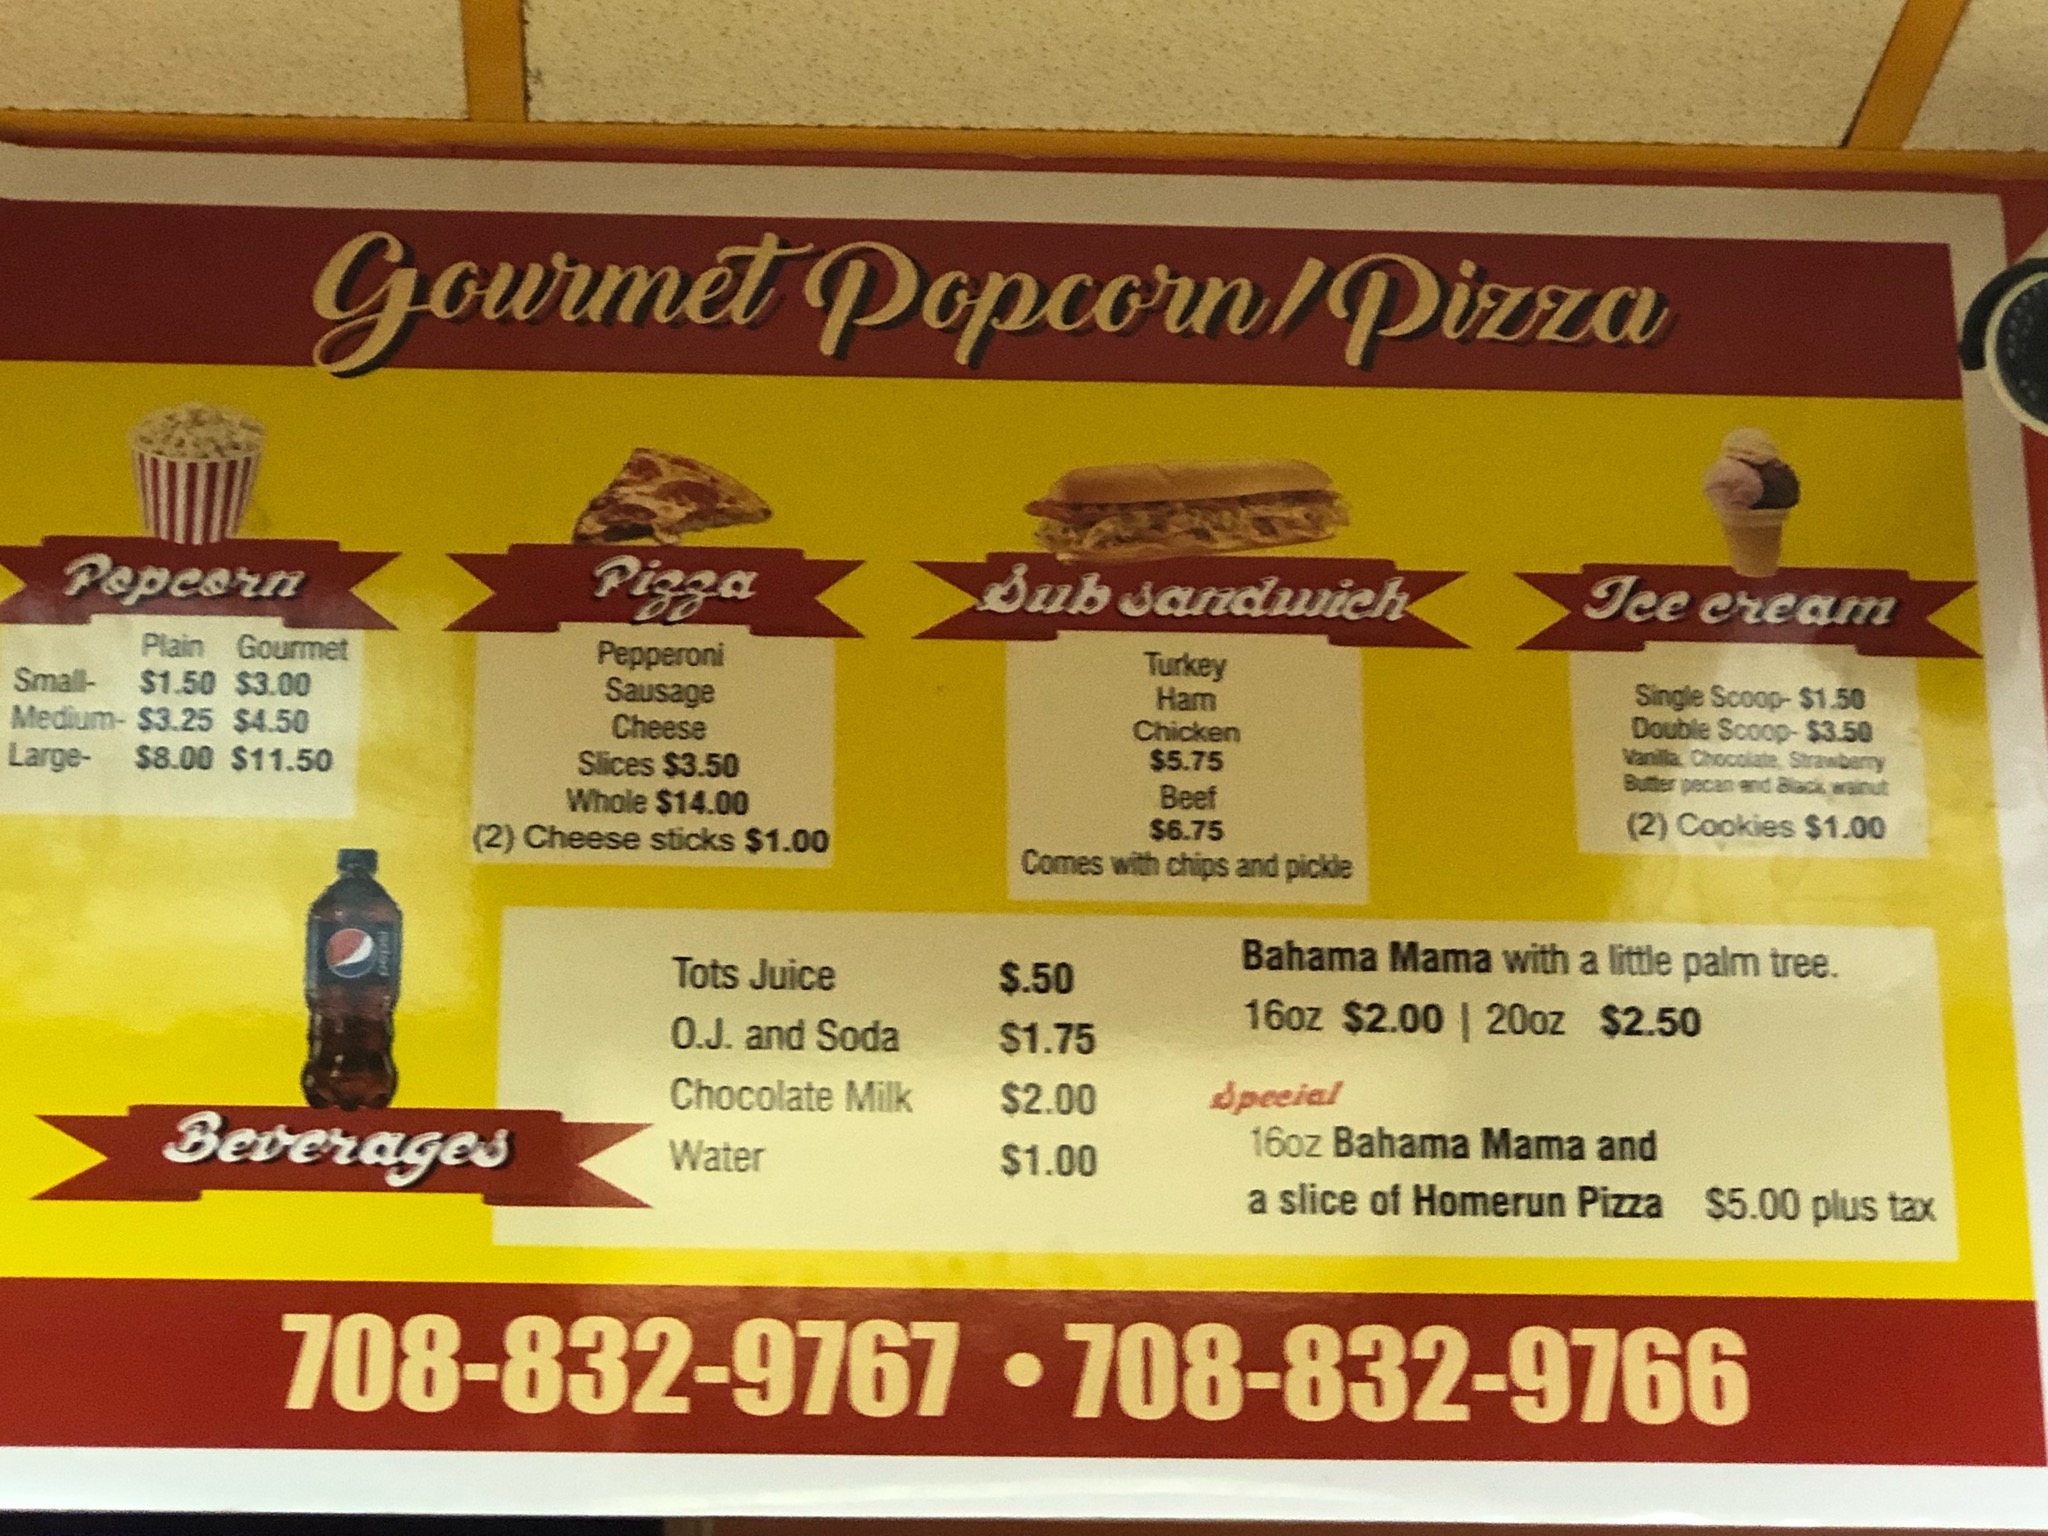 Gourmet Popcorn/Pizza
Popcorn
Plain Gourmet
Small- $1.50 $3.00
Medium- $3.25 $4.50
Large- $8.00 $11.50
Pizza
Pepperoni
Sausage
Cheese
Slices $3.50
Whole $14.00
(2) Cheese sticks $1.00
Sub sandwich
Turkey
Ham
Chicken
$5.75
Beef
$6.75
Comes with chips and pickle
Ice cream
Single Scoop- $1.50
Double Scoop- $3.50
Vanilla, Chocolate, Strawberry
Butter pecan and Black walnut
(2) Cookies $1.00
Beverages
Tots Juice $.50
O.J. and Soda $1.75
Chocolate Milk $2.00
Water $1.00
Bahama Mama with a little palm tree.
16oz $2.00 | 20oz $2.50
Special
16oz Bahama Mama and
a slice of Homerun Pizza $5.00 plus tax
708-832-9767 • 708-832-9766